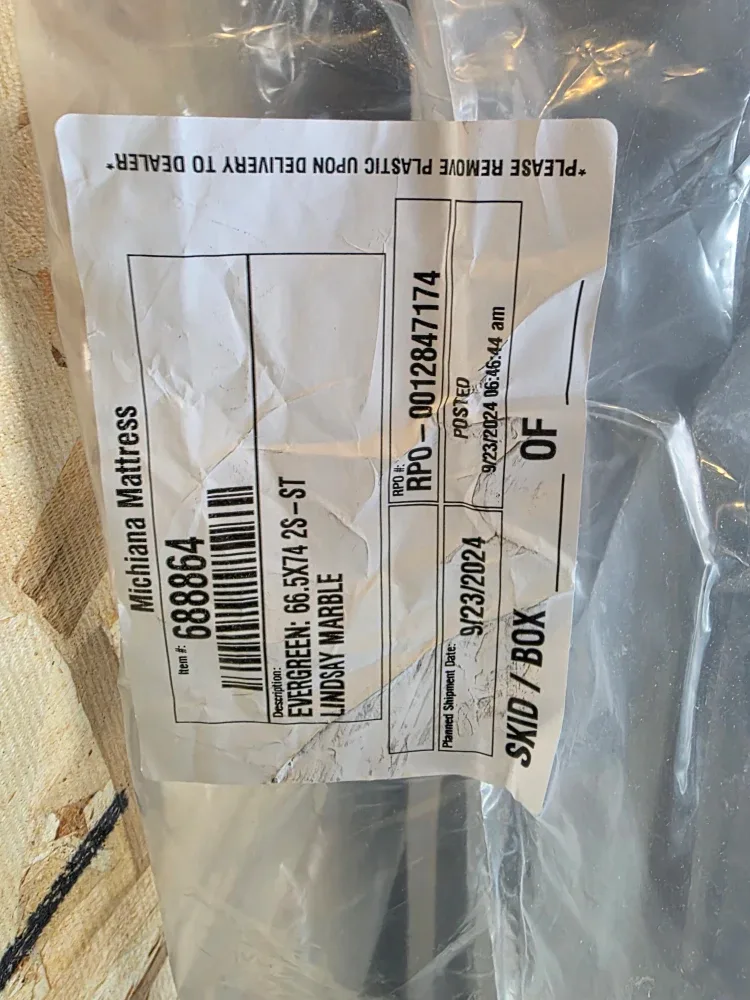 Michiana Mattress
Item #:
688864
Description:
EVERGREEN: 66.5X74 2S-ST
LINDSAY MARBLE
RPO #:
RPO-0012847174
Planned Shipment Date:
9/23/2024
POSTED
9/23/2024 06:46:44 am
SKID / BOX ____ OF ____
*PLEASE REMOVE PLASTIC UPON DELIVERY TO DEALER*